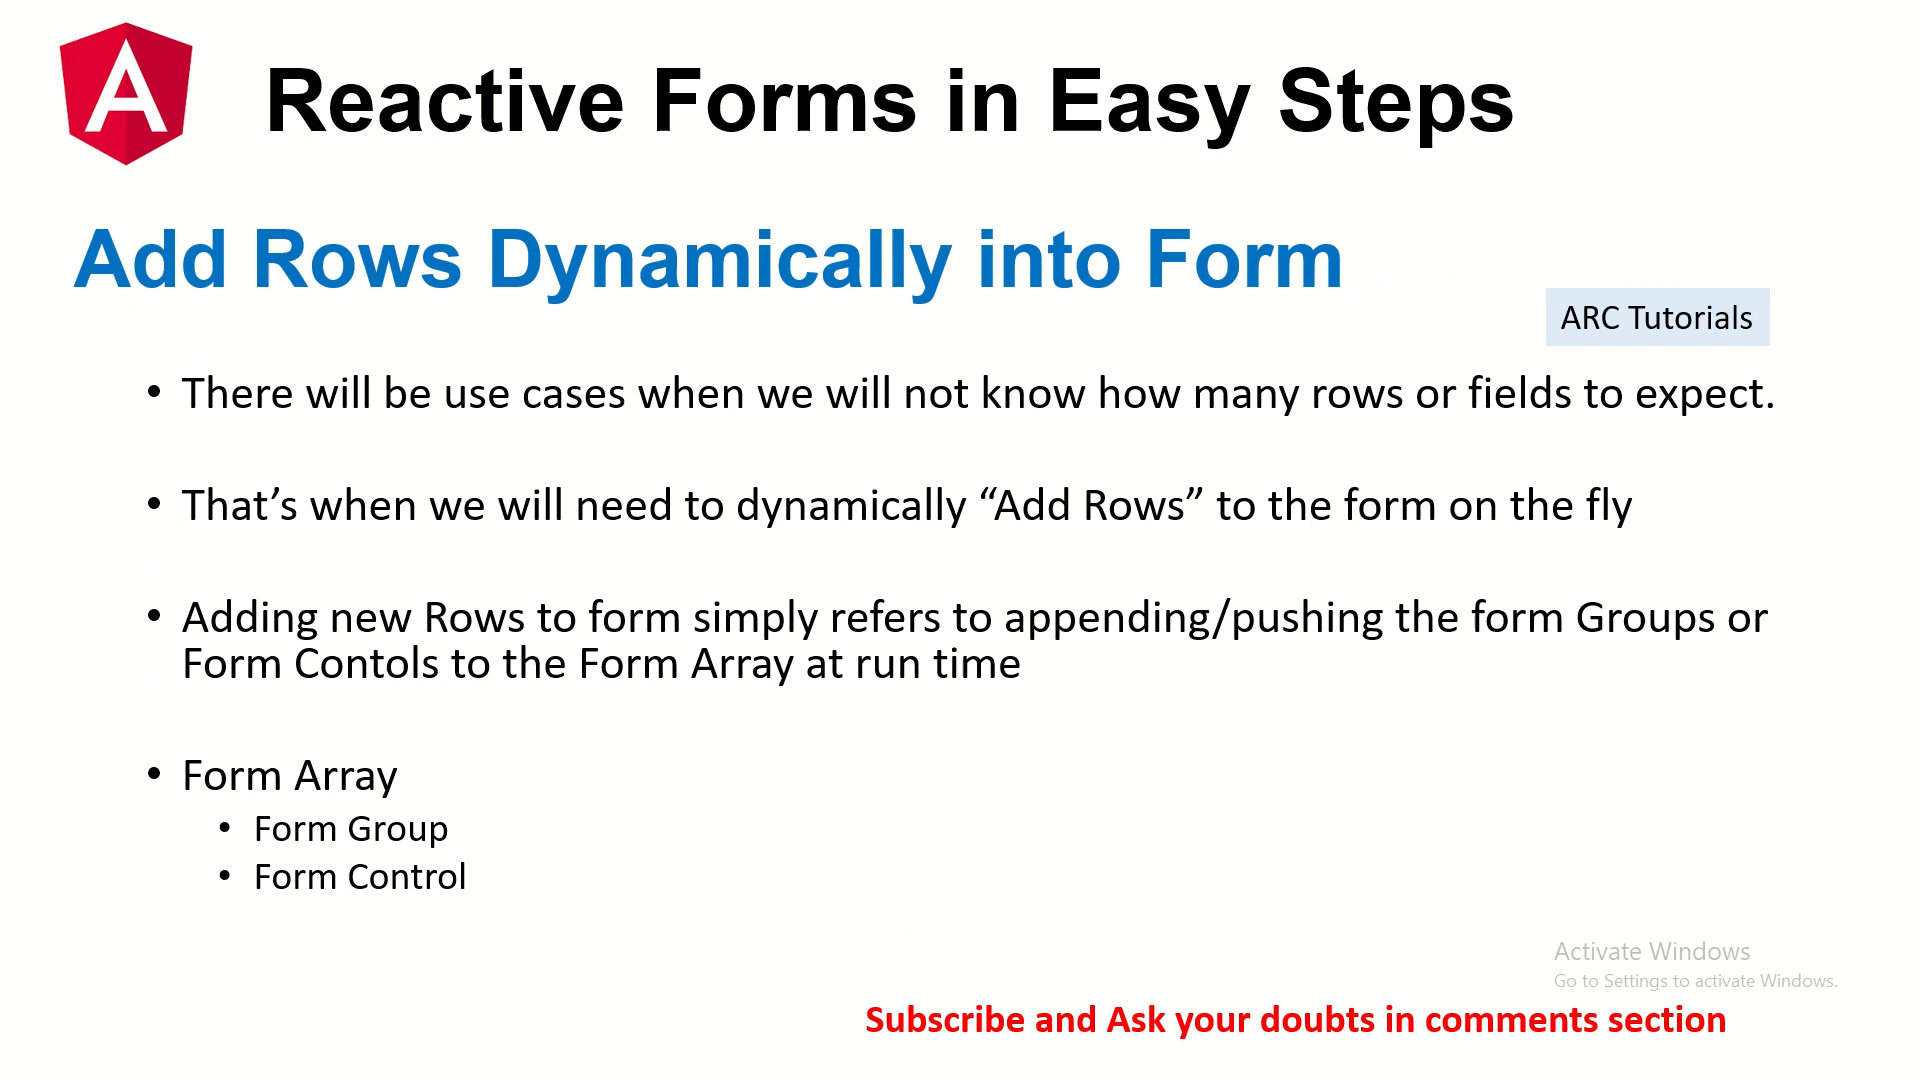 A
Reactive Forms in Easy Steps
Add Rows Dynamically into Form
ARC Tutorials
• There will be use cases when we will not know how many rows or fields to expect.
• That’s when we will need to dynamically “Add Rows” to the form on the fly
• Adding new Rows to form simply refers to appending/pushing the form Groups or
Form Contols to the Form Array at run time
• Form Array
• Form Group
• Form Control
Activate Windows
Go to Settings to activate Windows.
Subscribe and Ask your doubts in comments section